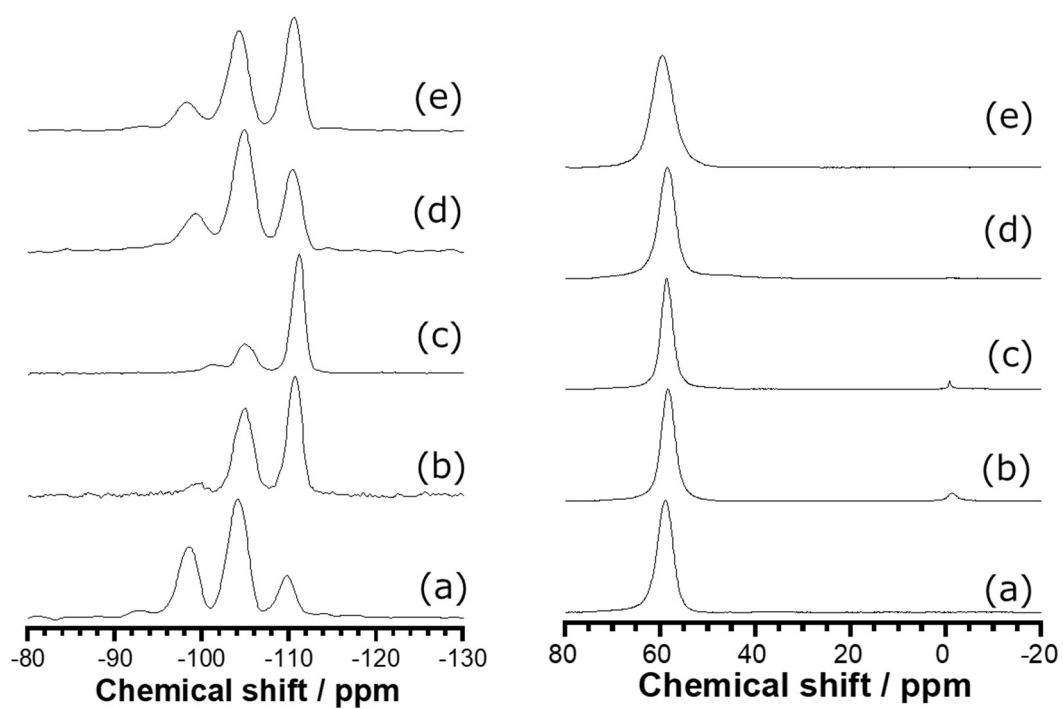 (e)
(d)
(c)
(b)
(a)
-80 -90 -100 -110 -120 -130
Chemical shift / ppm
(e)
(d)
(c)
(b)
(a)
80 60 40 20 0 -20
Chemical shift / ppm